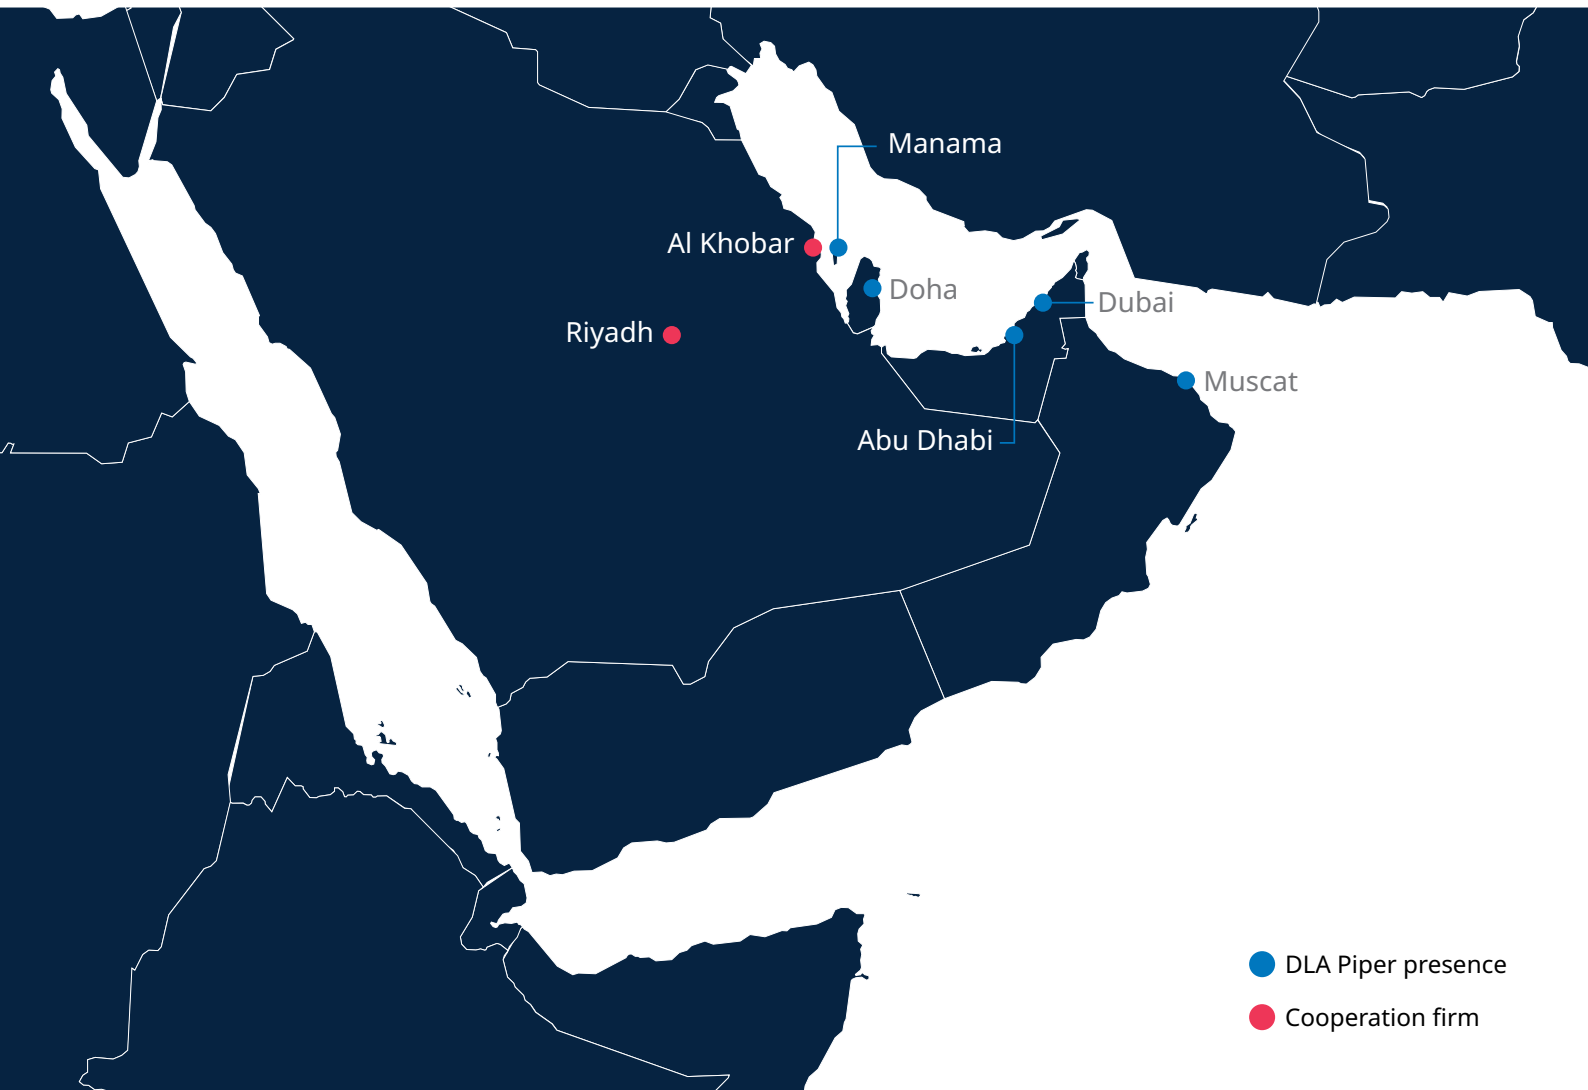 Manama
Al Khobar
Doha
Dubai
Riyadh
Muscat
Abu Dhabi
DLA Piper presence
Cooperation firm